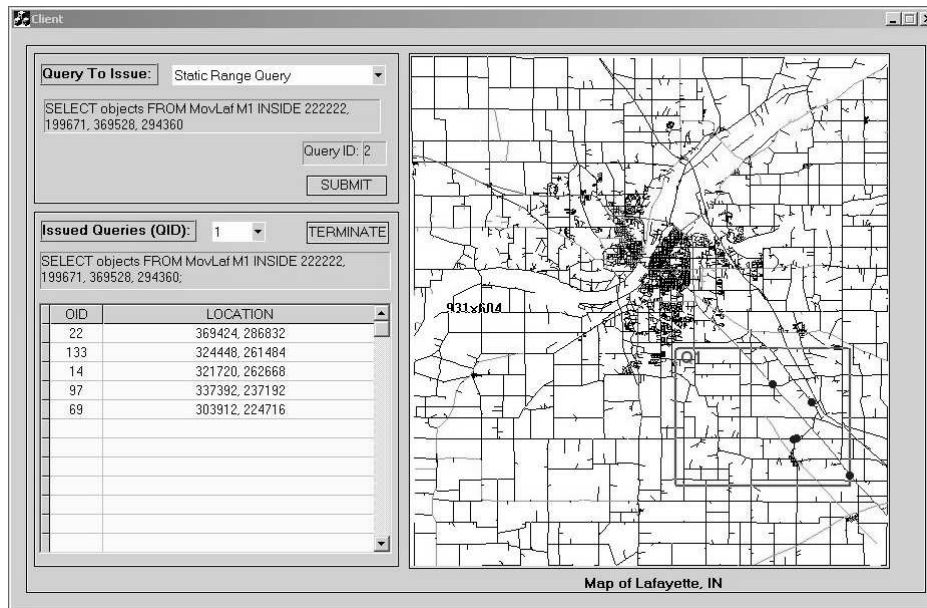 Client
Query To Issue: Static Range Query
SELECT objects FROM MovLaf M1 INSIDE 222222,
199671, 369528, 294360
Query ID: 2
SUBMIT
Issued Queries (QID): 1 TERMINATE
SELECT objects FROM MovLaf M1 INSIDE 222222,
199671, 369528, 294360;
OID LOCATION
22 369424, 286832
133 324448, 261484
14 321720, 262668
97 337392, 237192
69 303912, 224716
931x604
Q1
Map of Lafayette, IN